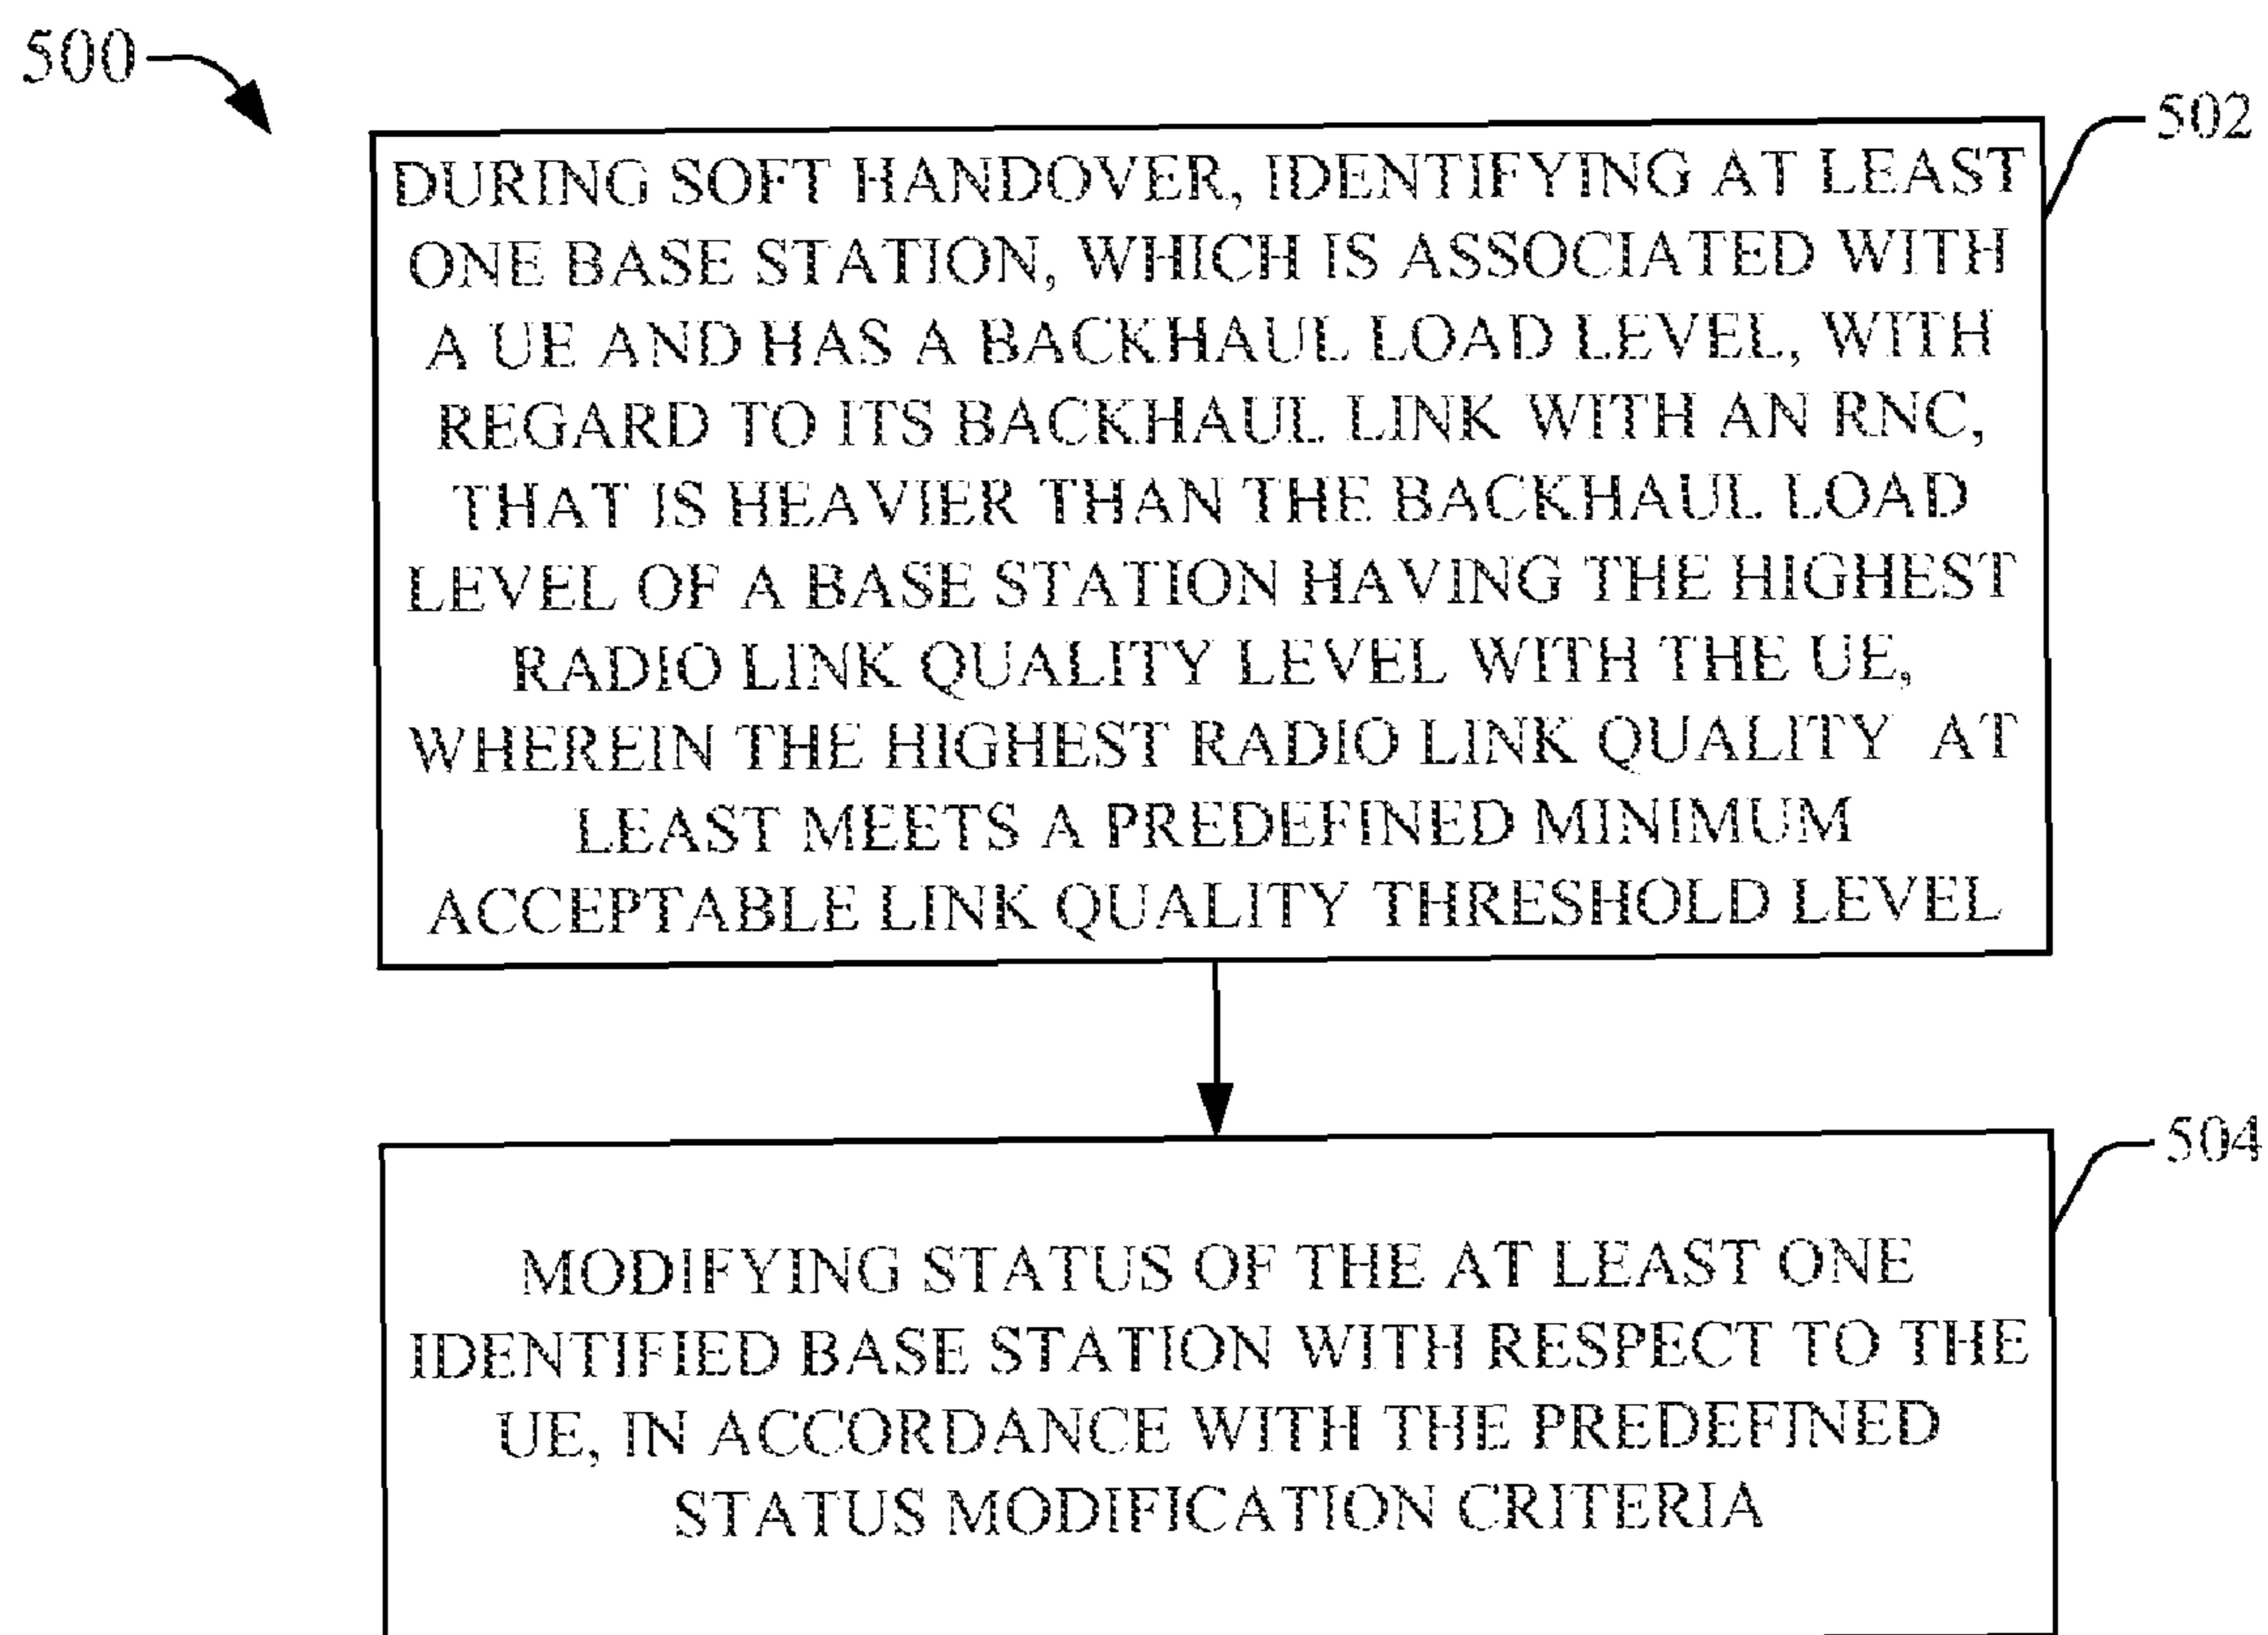 500
502
DURING SOFT HANDOVER, IDENTIFYING AT LEAST
ONE BASE STATION, WHICH IS ASSOCIATED WITH
A UE AND HAS A BACKHAUL LOAD LEVEL, WITH
REGARD TO ITS BACKHAUL LINK WITH AN RNC,
THAT IS HEAVIER THAN THE BACKHAUL LOAD
LEVEL OF A BASE STATION HAVING THE HIGHEST
RADIO LINK QUALITY LEVEL WITH THE UE,
WHEREIN THE HIGHEST RADIO LINK QUALITY AT
LEAST MEETS A PREDEFINED MINIMUM
ACCEPTABLE LINK QUALITY THRESHOLD LEVEL
504
MODIFYING STATUS OF THE AT LEAST ONE
IDENTIFIED BASE STATION WITH RESPECT TO THE
UE, IN ACCORDANCE WITH THE PREDEFINED
STATUS MODIFICATION CRITERIA